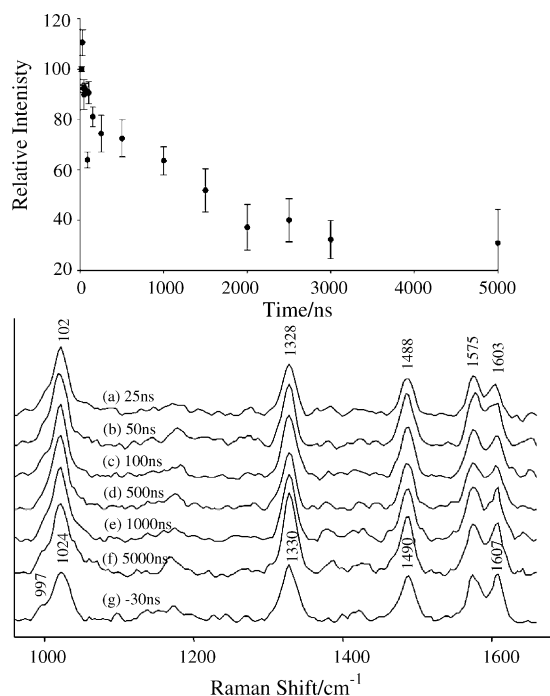 120
100
80
60
40
20
Relative Intenisty
0
1000
2000
3000
4000
5000
Time/ns
102
1328
1488
1575
1603
(a) 25ns
(b) 50ns
(c) 100ns
(d) 500ns
(e) 1000ns
(f) 5000ns
997
1024
1330
1490
1607
(g) -30ns
1000
1200
1400
1600
Raman Shift/cm-1